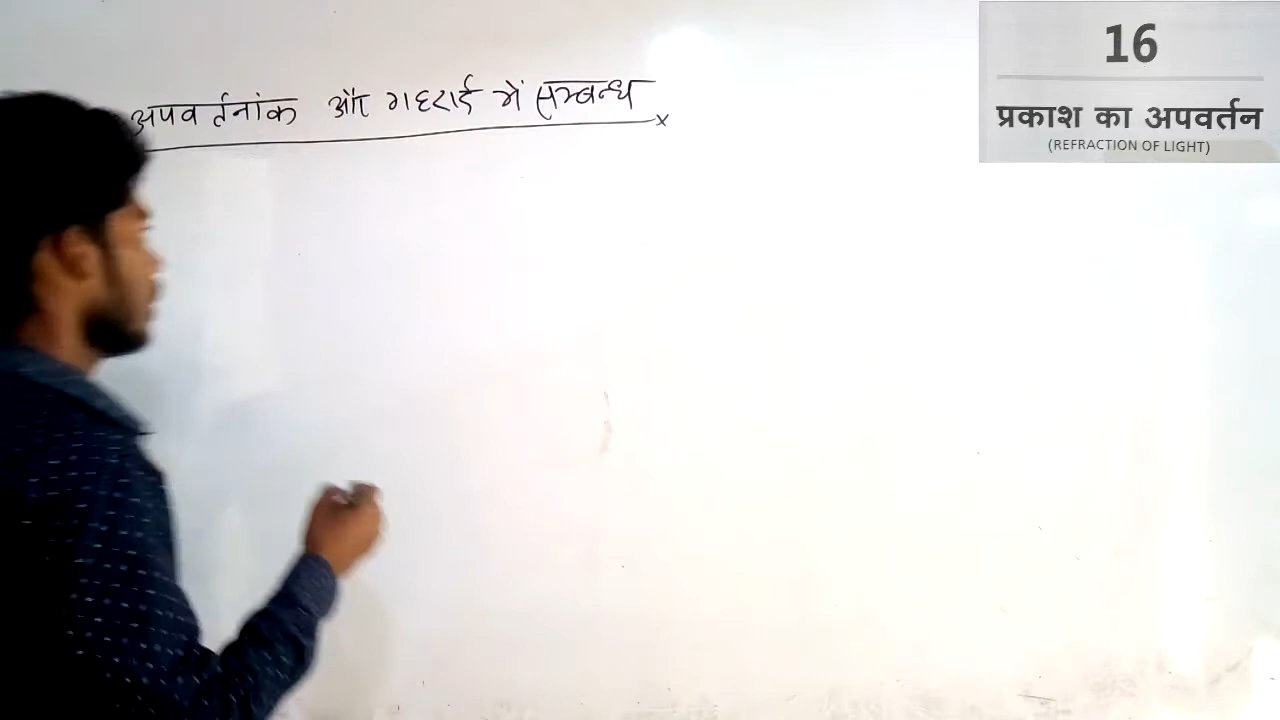 अपवर्तनांक और गहराई में सम्बन्ध
16
प्रकाश का अपवर्तन
(REFRACTION OF LIGHT)